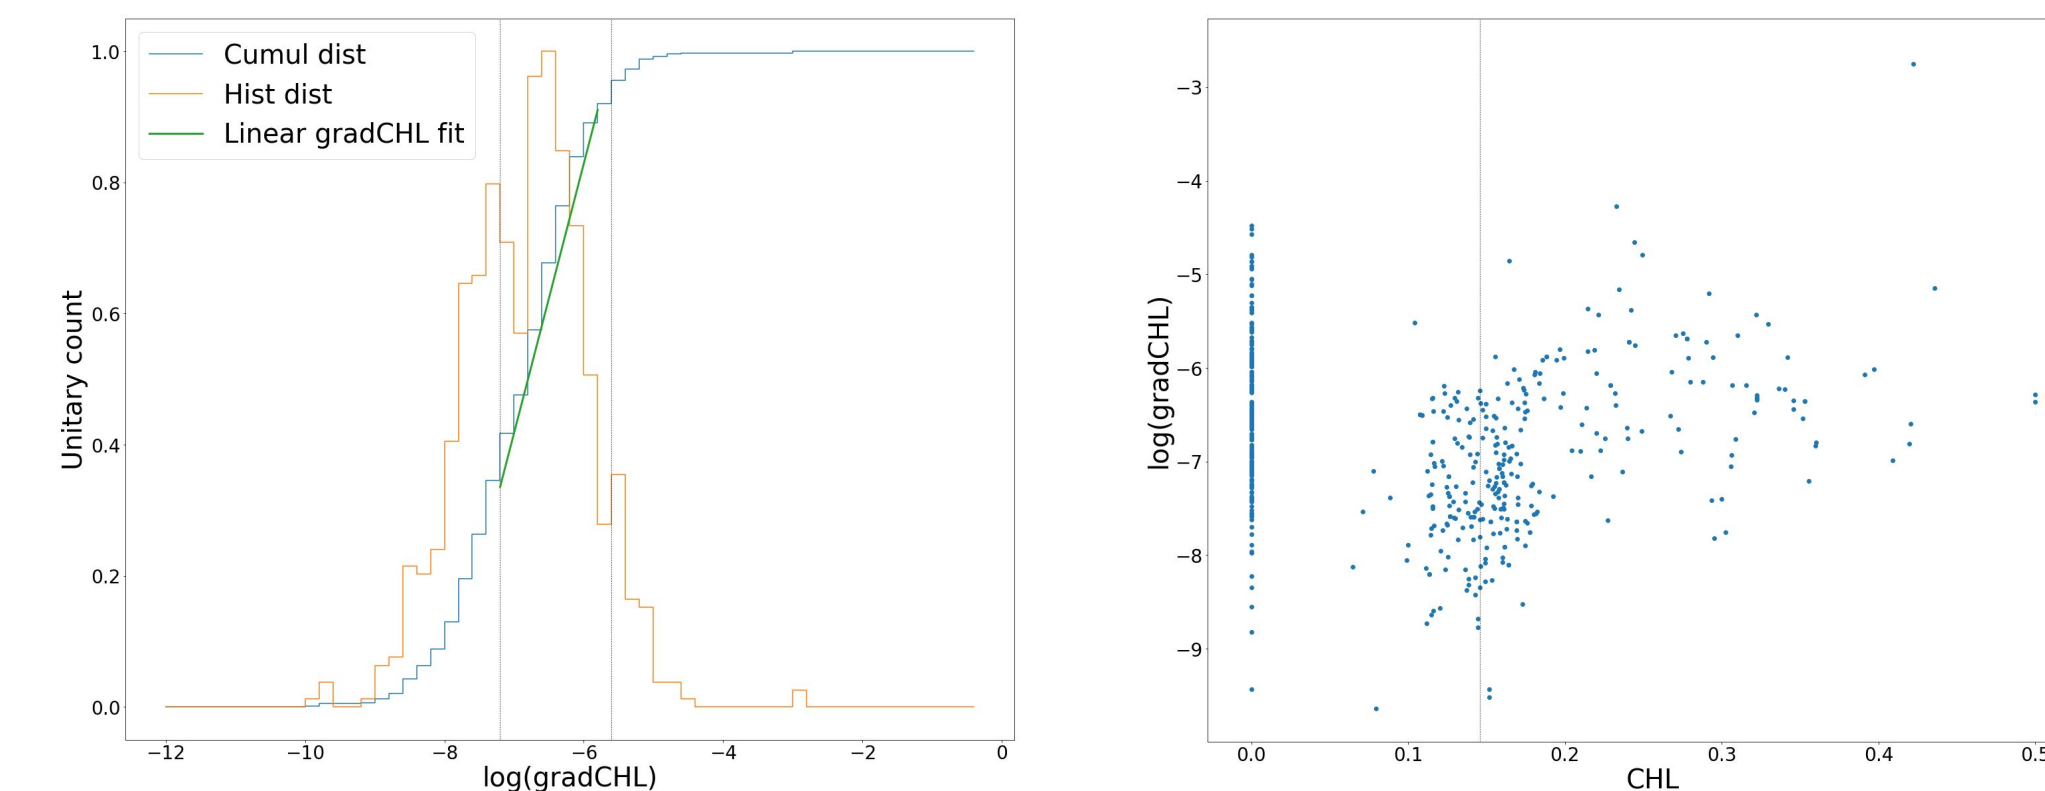 1.0
0.8
0.6
0.4
0.2
0.0
Unitary count
Cumul dist
Hist dist
Linear gradCHL fit
−12 −10 −8 −6 −4 −2 0
log(gradCHL)
−3
−4
−5
−6
−7
−8
−9
log(gradCHL)
0.0 0.1 0.2 0.3 0.4 0.5
CHL